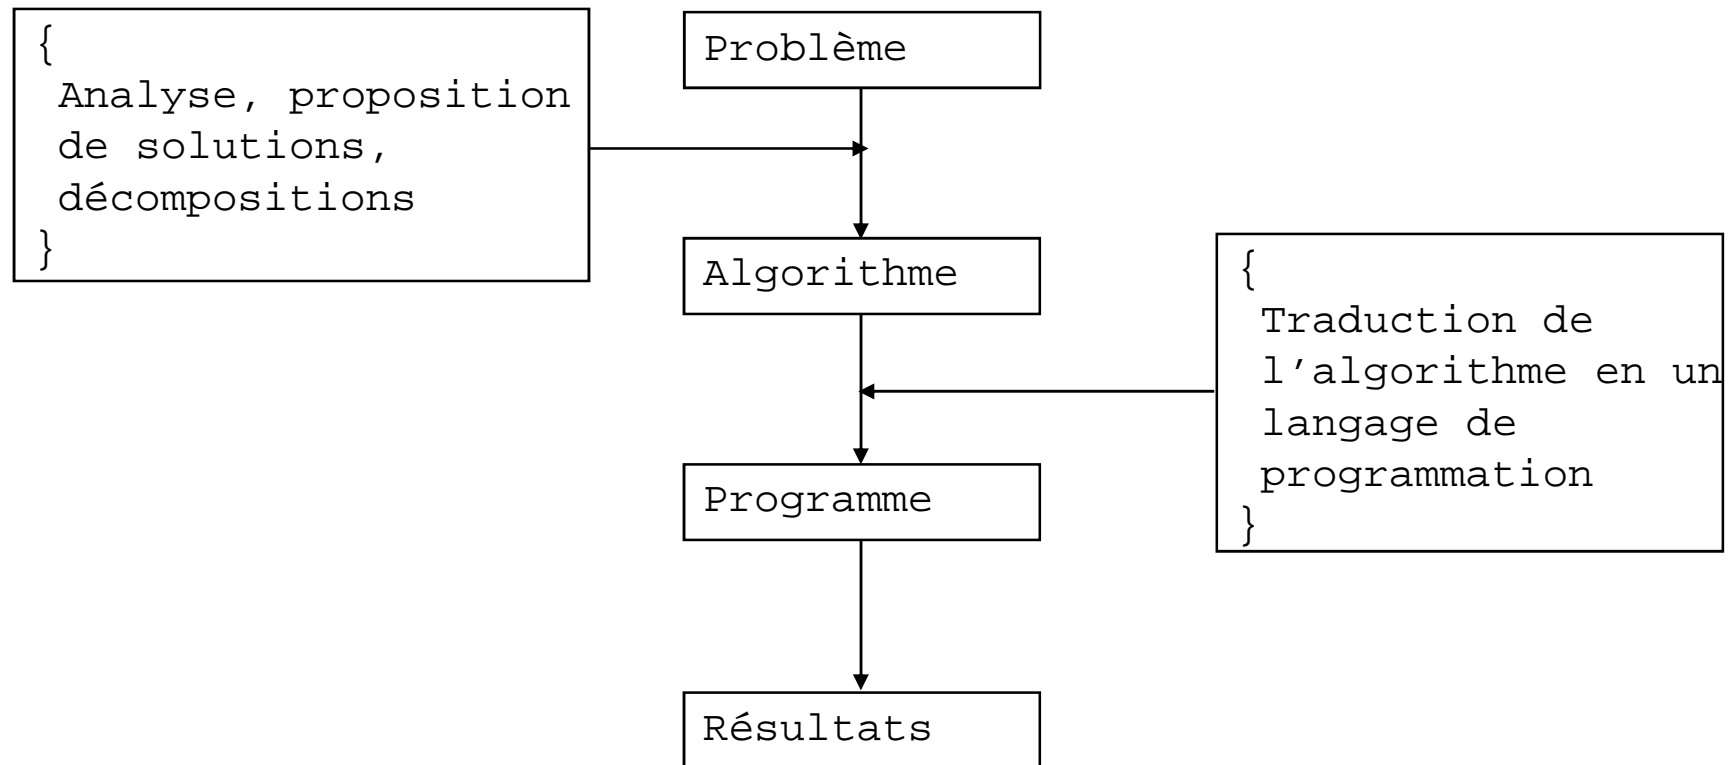 {
Analyse, proposition
de solutions,
décompositions
}
Problème
Algorithme
{
Traduction de
l’algorithme en un
langage de
programmation
}
Programme
Résultats